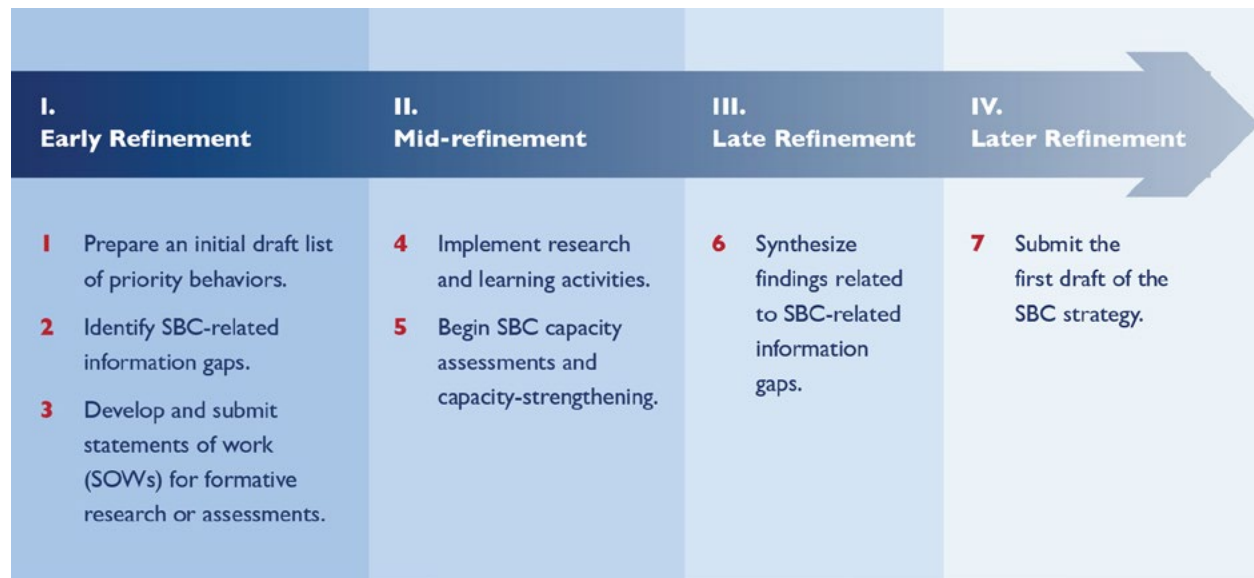 I.
Early Refinement
1 Prepare an initial draft list
of priority behaviors.
2 Identify SBC-related
information gaps.
3 Develop and submit
statements of work
(SOWs) for formative
research or assessments.
II.
Mid-refinement
4 Implement research
and learning activities.
5 Begin SBC capacity
assessments and
capacity-strengthening.
III.
Late Refinement
6 Synthesize
findings related
to SBC-related
information
gaps.
IV.
Later Refinement
7 Submit the
first draft of the
SBC strategy.